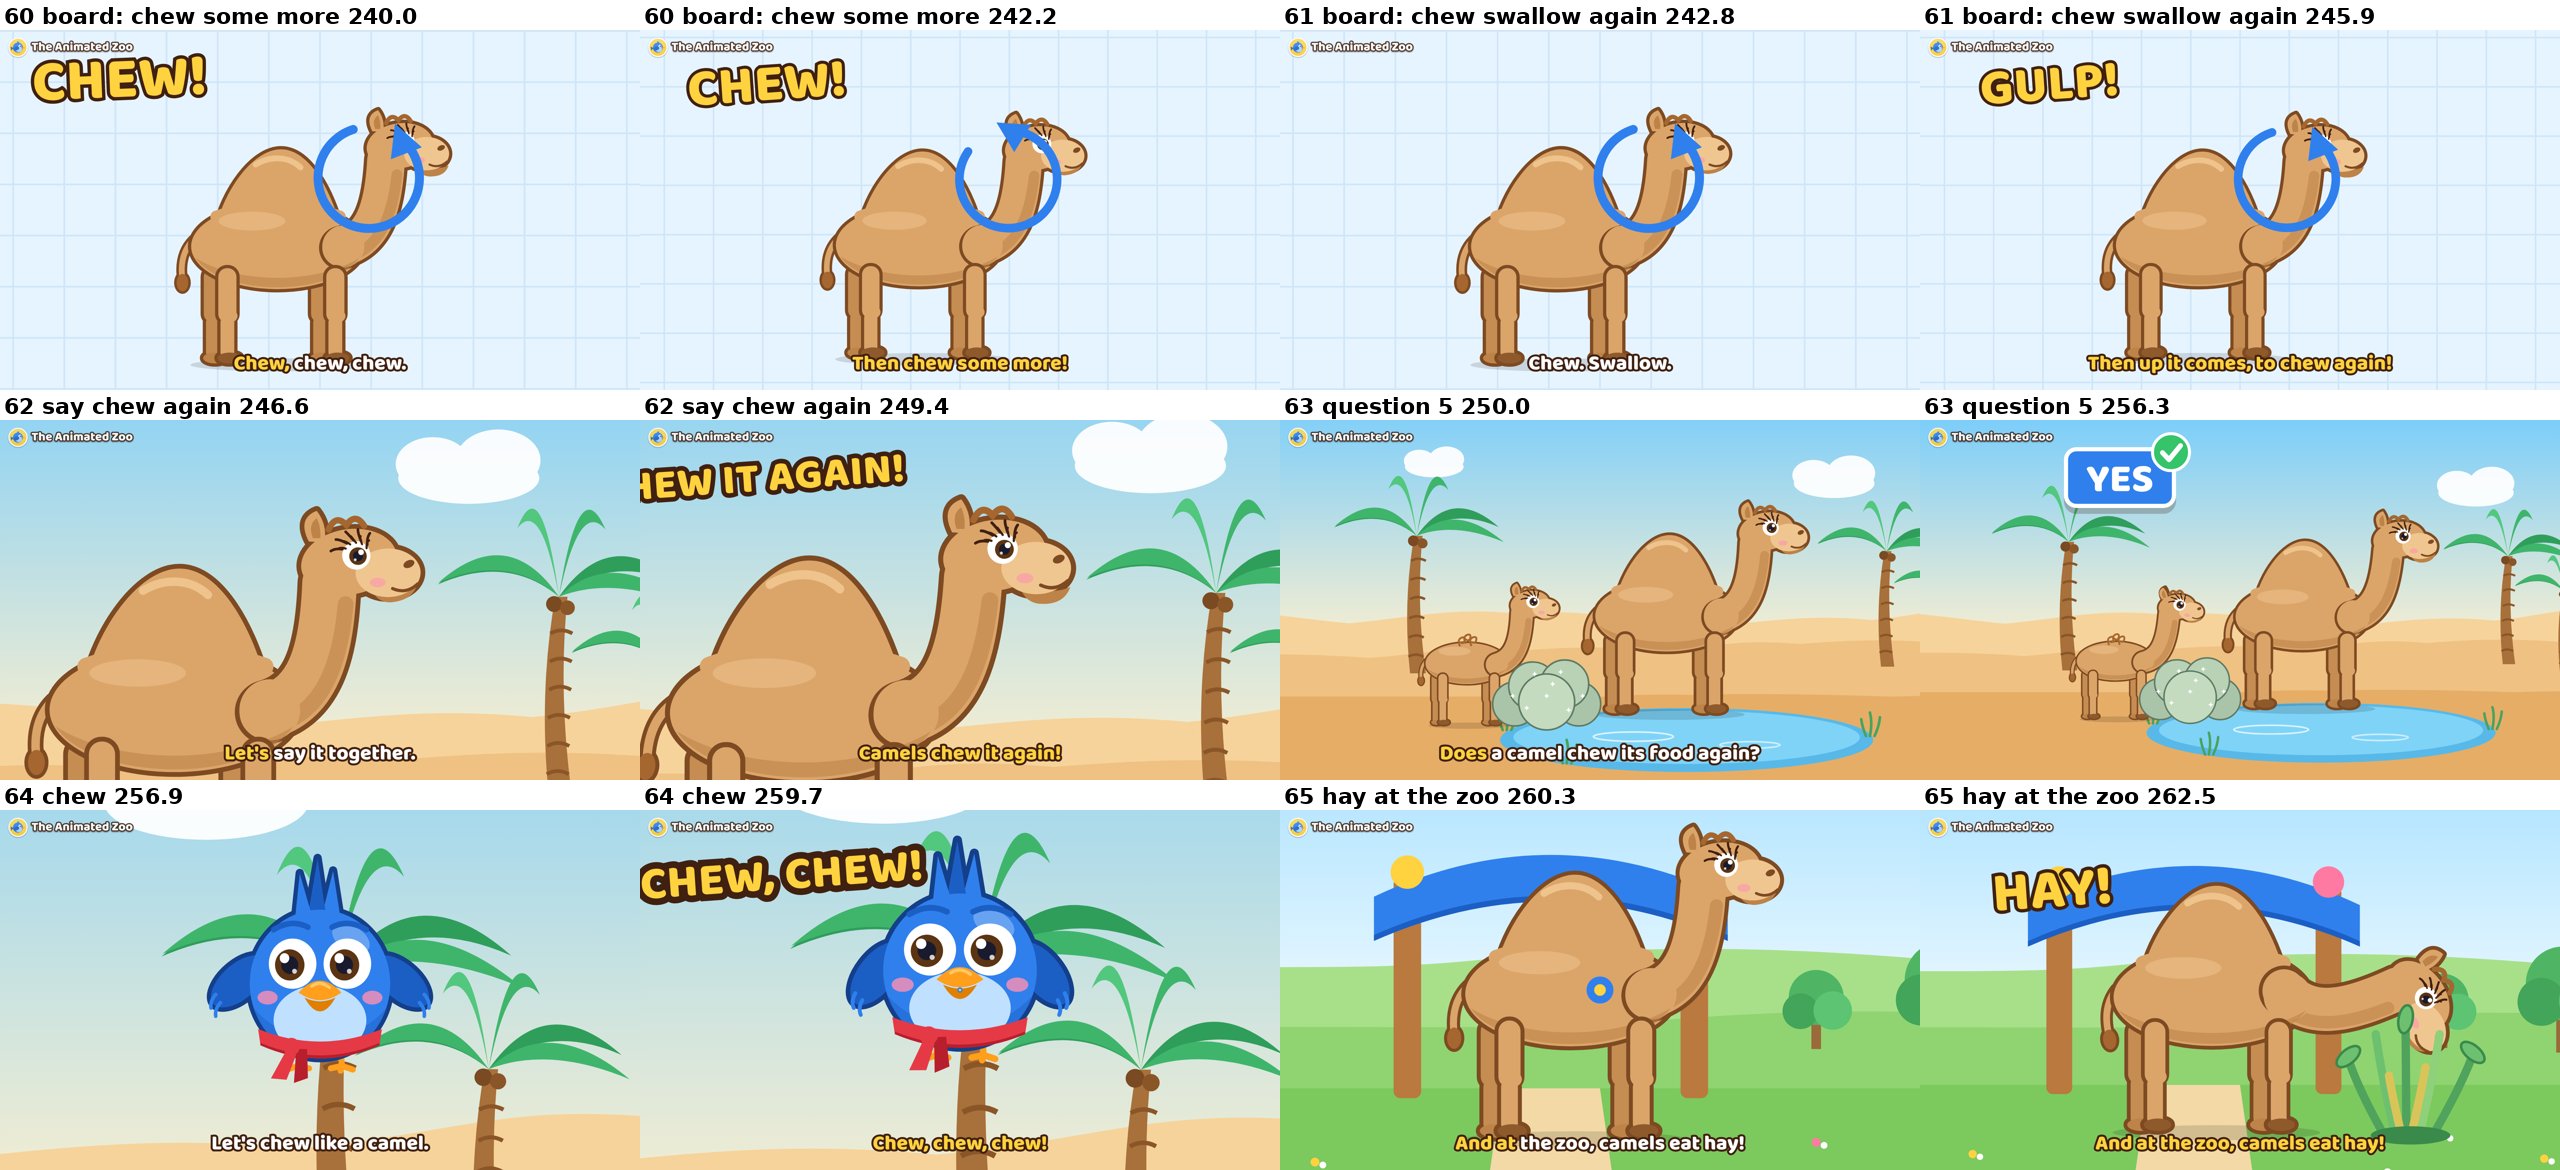 60 board: chew some more 240.0
The Animated Zoo
CHEW!
Chew, chew, chew.
60 board: chew some more 242.2
The Animated Zoo
CHEW!
Then chew some more!
61 board: chew swallow again 242.8
The Animated Zoo
Chew. Swallow.
61 board: chew swallow again 245.9
The Animated Zoo
GULP!
Then up it comes, to chew again!
62 say chew again 246.6
The Animated Zoo
Let's say it together.
62 say chew again 249.4
The Animated Zoo
HEW IT AGAIN!
Camels chew it again!
63 question 5 250.0
The Animated Zoo
Does a camel chew its food again?
63 question 5 256.3
The Animated Zoo
YES
64 chew 256.9
The Animated Zoo
Let's chew like a camel.
64 chew 259.7
The Animated Zoo
CHEW, CHEW!
Chew, chew, chew!
65 hay at the zoo 260.3
The Animated Zoo
And at the zoo, camels eat hay!
65 hay at the zoo 262.5
The Animated Zoo
HAY!
And at the zoo, camels eat hay!